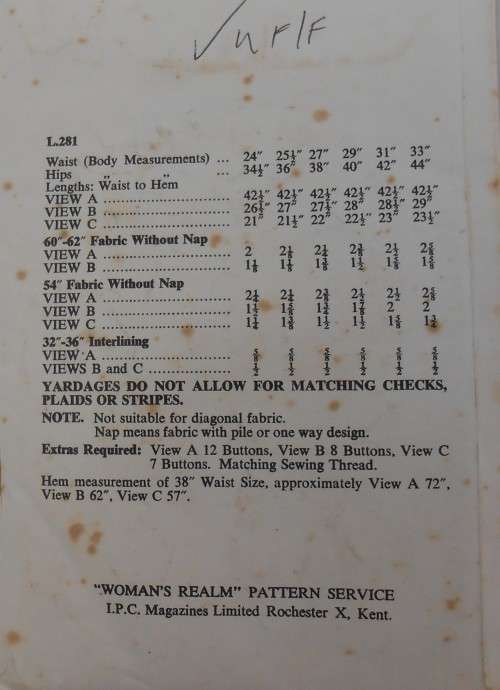 ✓ u F/F
L.281
Waist (Body Measurements) ... 24" 25½" 27" 29" 31" 33"
Hips " " ... 34½" 36" 38" 40" 42" 44"
Lengths: Waist to Hem
VIEW A .............................. 42½" 42½" 42½" 42½" 42½" 42½"
VIEW B .............................. 26½" 27" 27½" 28" 28½" 29"
VIEW C .............................. 21" 21½" 22" 22½" 23" 23½"
60"-62" Fabric Without Nap
VIEW A .............................. 2 2⅛ 2¼ 2⅜ 2½ 2⅝
VIEW B .............................. 1⅛ 1⅛ 1⅜ 1½ 1⅝ 1⅝
54" Fabric Without Nap
VIEW A .............................. 2¼ 2¼ 2⅜ 2½ 2½ 2⅝
VIEW B .............................. 1½ 1⅝ 1¾ 1⅞ 2 2
VIEW C .............................. 1¼ 1⅜ 1½ 1½ 1⅝ 1¾
32"-36" Interlining
VIEW A .............................. ⅝ ⅝ ⅝ ⅝ ⅝ ⅝
VIEWS B and C .................... ½ ½ ½ ½ ½ ½
YARDAGES DO NOT ALLOW FOR MATCHING CHECKS,
PLAIDS OR STRIPES.
NOTE. Not suitable for diagonal fabric.
Nap means fabric with pile or one way design.
Extras Required: View A 12 Buttons, View B 8 Buttons, View C
7 Buttons. Matching Sewing Thread.
Hem measurement of 38" Waist Size, approximately View A 72",
View B 62", View C 57".
"WOMAN'S REALM" PATTERN SERVICE
I.P.C. Magazines Limited Rochester X, Kent.